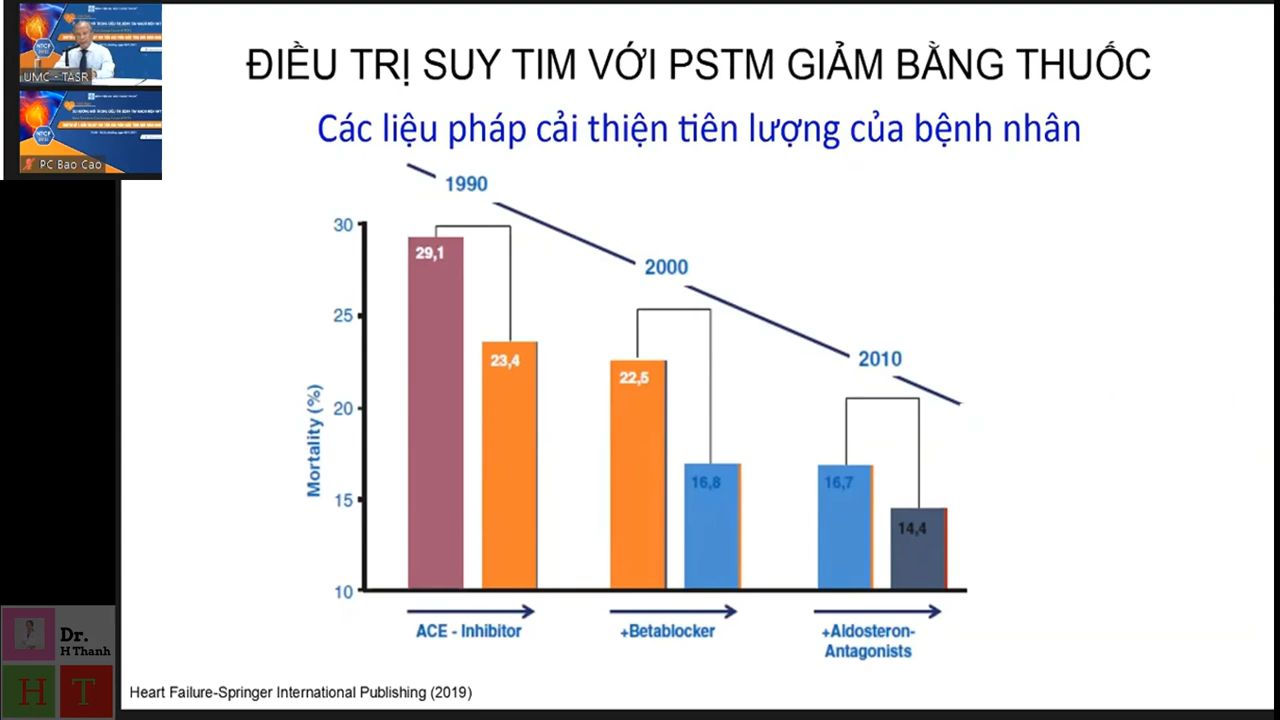 ĐIỀU TRỊ SUY TIM VỚI PSTM GIẢM BẰNG THUỐC
Các liệu pháp cải thiện tiên lượng của bệnh nhân
UMC - TASR
PC Bao Cao
1990
2000
2010
Mortality (%)
30
25
20
15
10
29,1
23,4
22,5
16,8
16,7
14,4
ACE - Inhibitor
+Betablocker
+Aldosteron-
Antagonists
Dr.
H Thanh
H T
Heart Failure-Springer International Publishing (2019)